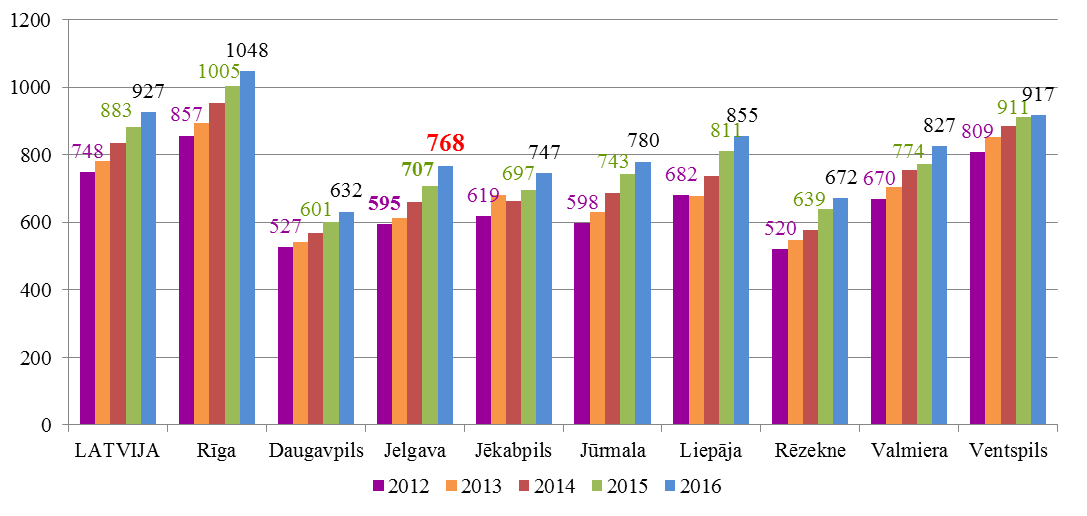 1200
1000
800
600
400
200
0
748 883 927
857 1005 1048
527 601 632
595 707 768
619 697 747
598 743 780
682 811 855
520 639 672
670 774 827
809 911 917
LATVIJA Rīga Daugavpils Jelgava Jēkabpils Jūrmala Liepāja Rēzekne Valmiera Ventspils
2012 2013 2014 2015 2016